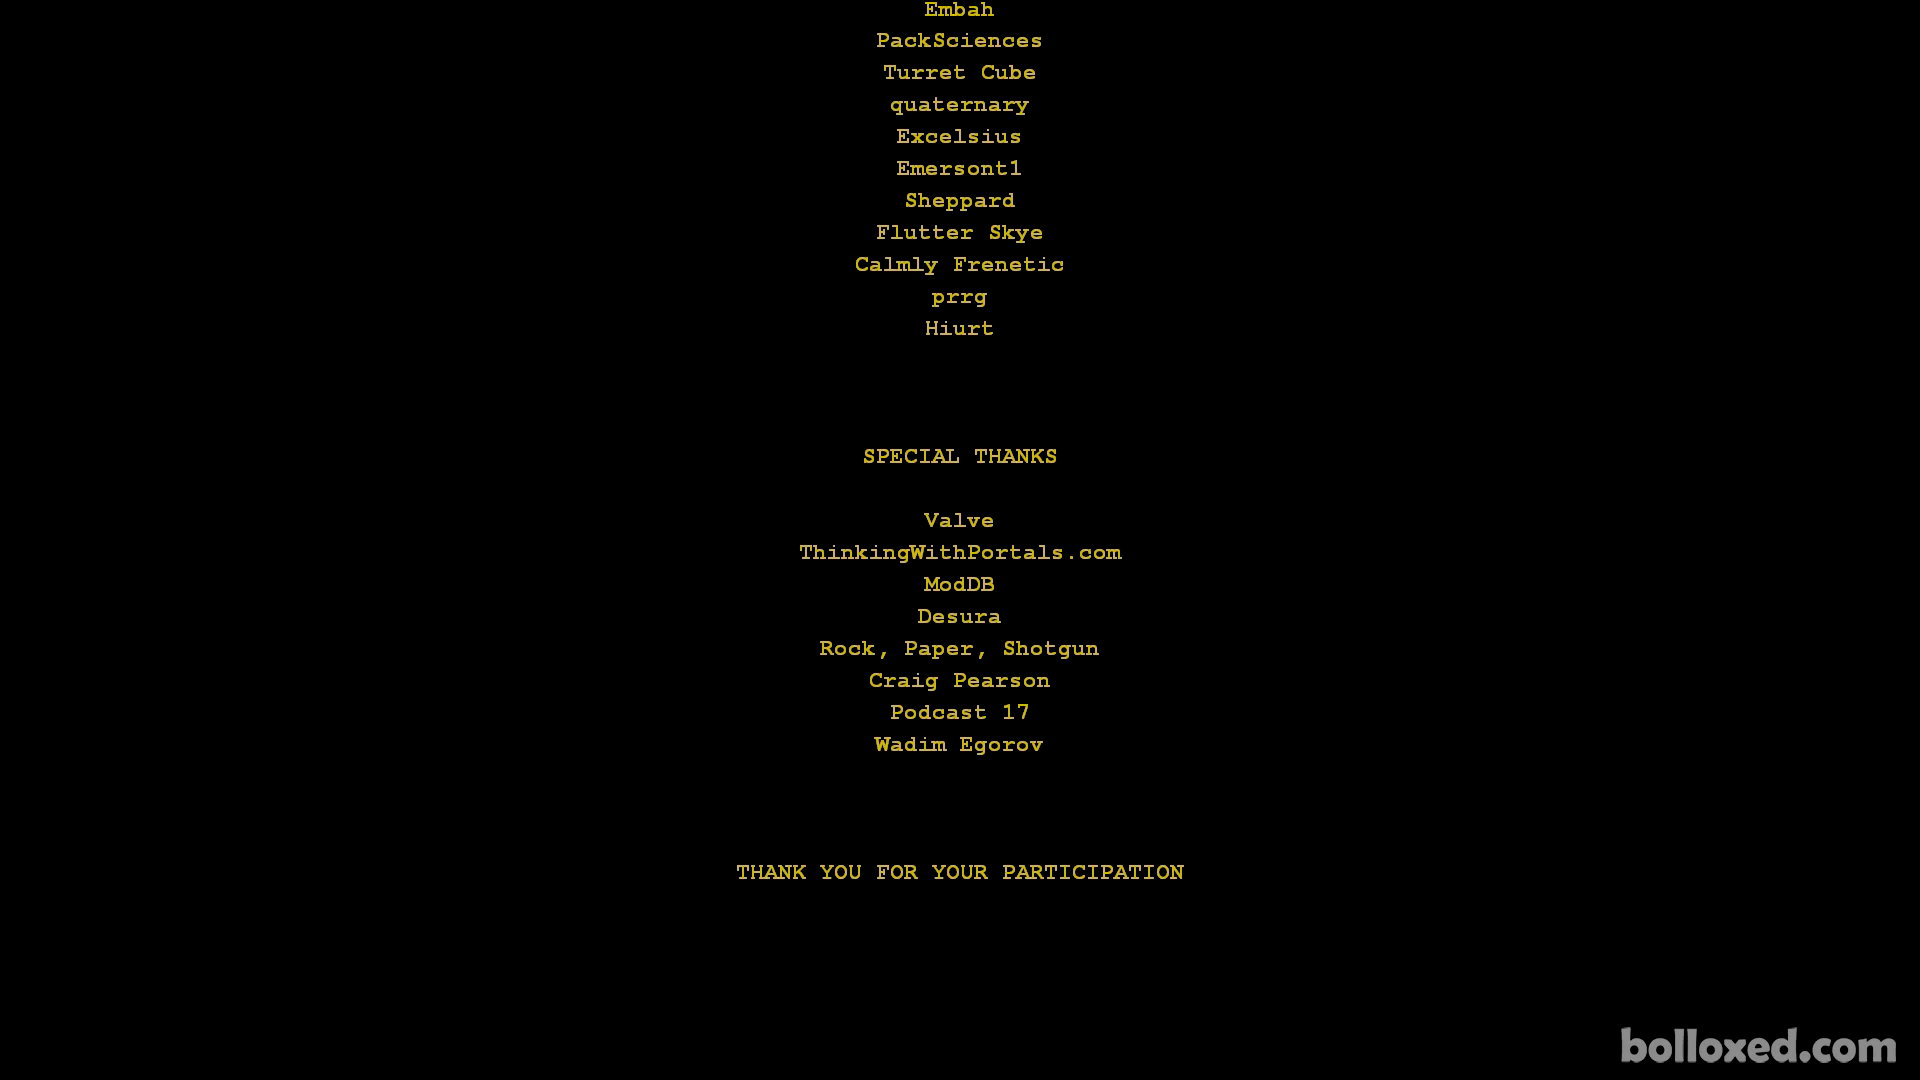 Embah
PackSciences
Turret Cube
quaternary
Excelsius
Emersont1
Sheppard
Flutter Skye
Calmly Frenetic
prrg
Hiurt
SPECIAL THANKS
Valve
ThinkingWithPortals.com
ModDB
Desura
Rock, Paper, Shotgun
Craig Pearson
Podcast 17
Wadim Egorov
THANK YOU FOR YOUR PARTICIPATION
bolloxed.com